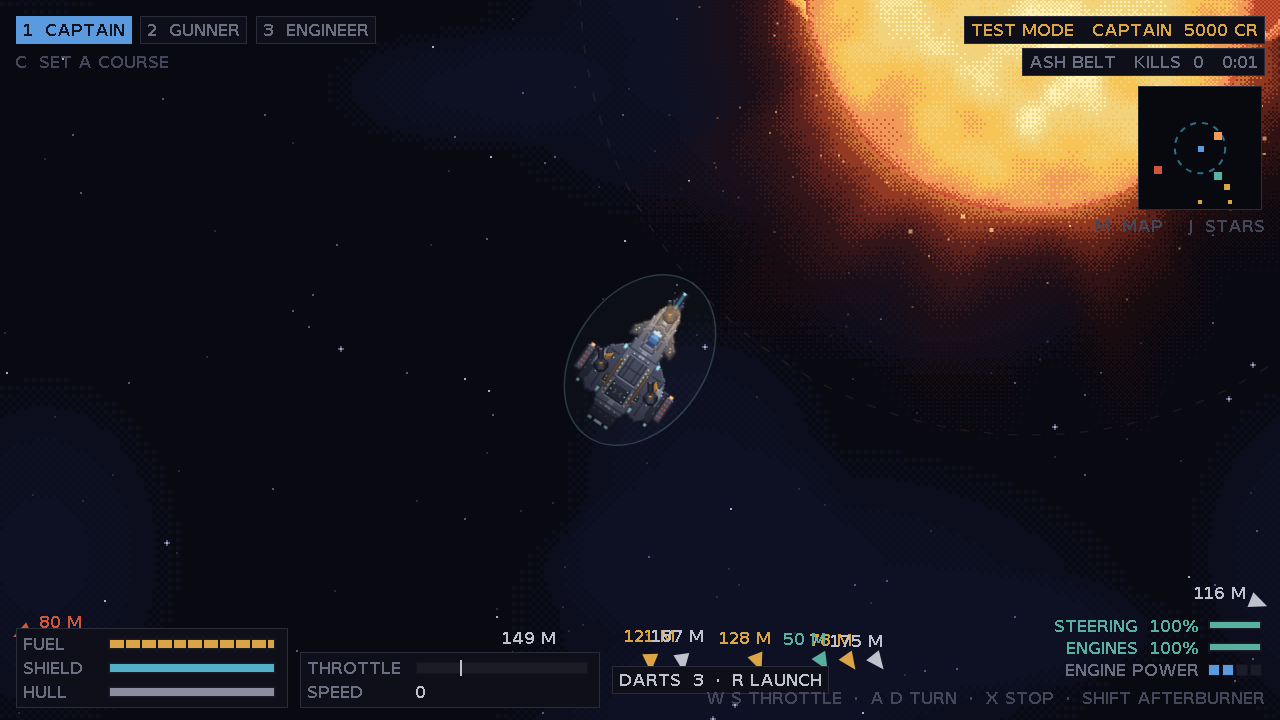 1 CAPTAIN
2 GUNNER
3 ENGINEER
C SET A COURSE
TEST MODE CAPTAIN 5000 CR
ASH BELT KILLS 0 0:01
M MAP J STARS
80 M
FUEL
SHIELD
HULL
THROTTLE
SPEED 0
149 M
128 M
50 M
175 M
116 M
DARTS 3 · R LAUNCH
STEERING 100%
ENGINES 100%
ENGINE POWER
W S THROTTLE · A D TURN · X STOP · SHIFT AFTERBURNER